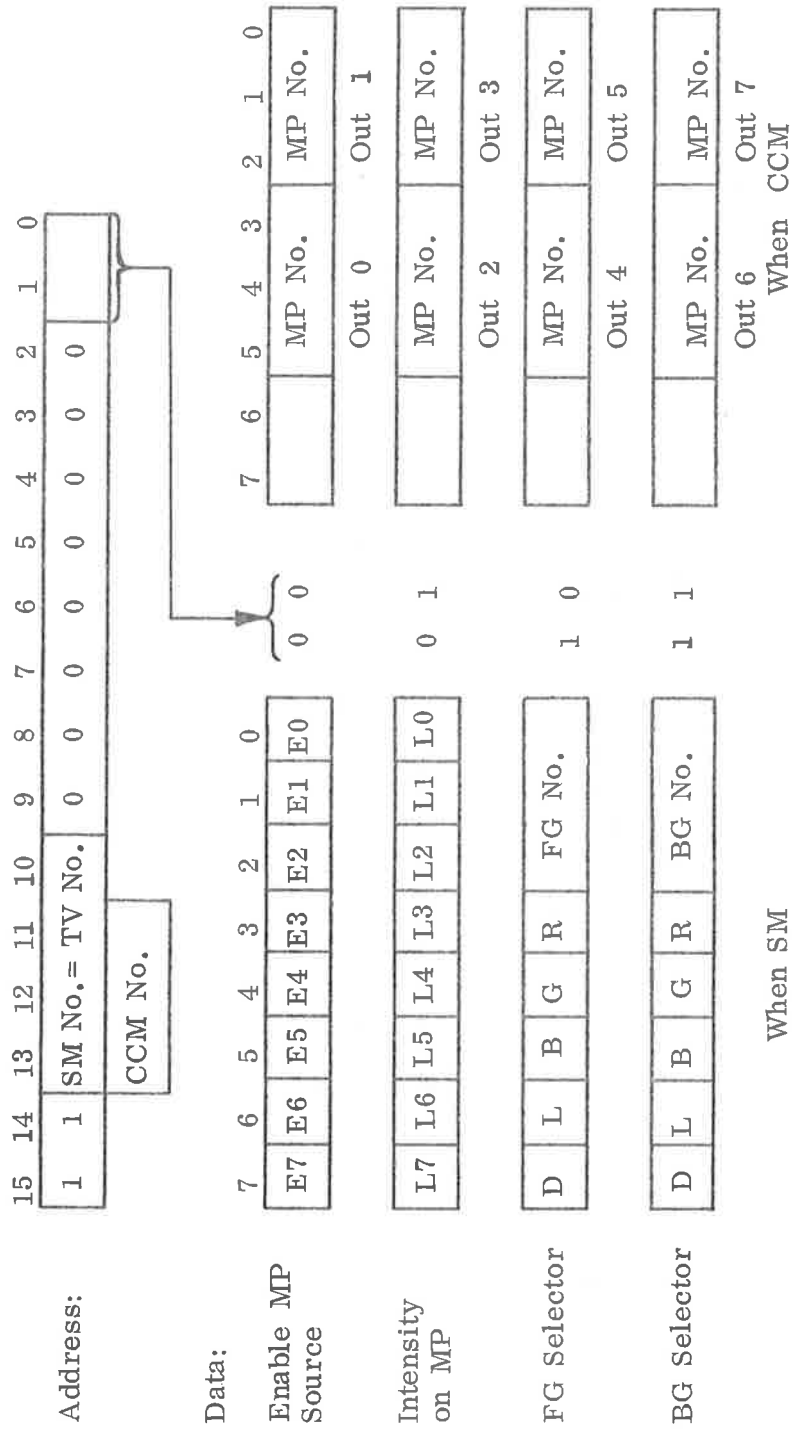 15 14 13 12 11 10 9 8 7 6 5 4 3 2 1 0
Address: 1 1 SM No.= TV No. 0 0 0 0 0 0 0 0
CCM No.
Data:
7 6 5 4 3 2 1 0 7 6 5 4 3 2 1 0
Enable MP Source E7 E6 E5 E4 E3 E2 E1 E0 0 0 MP No. MP No.
Out 0 Out 1
Intensity on MP L7 L6 L5 L4 L3 L2 L1 L0 0 1 MP No. MP No.
Out 2 Out 3
FG Selector D L B G R FG No. 1 0 MP No. MP No.
Out 4 Out 5
BG Selector D L B G R BG No. 1 1 MP No. MP No.
Out 6 Out 7
When SM When CCM